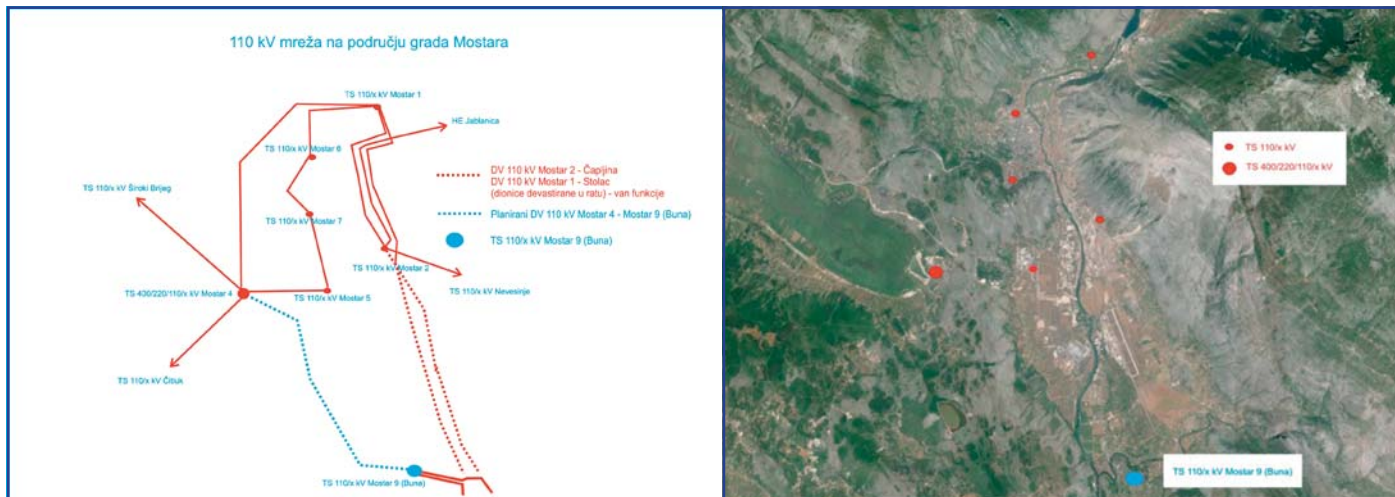 110 kV mreža na području grada Mostara
TS 110/x kV Mostar 1
HE Jablanica
TS 110/x kV Mostar 6
DV 110 kV Mostar 2 - Čapljina
DV 110 kV Mostar 1 - Stolac
(dionice devastirane u ratu) - van funkcije
TS 110/x kV Široki Brijeg
TS 110/x kV Mostar 7
Planirani DV 110 kV Mostar 4 - Mostar 9 (Buna)
TS 110/x kV Mostar 9 (Buna)
TS 110/x kV Mostar 2
TS 110/x kV Nevesinje
TS 400/220/110/x kV Mostar 4
TS 110/x kV Mostar 5
TS 110/x kV Čitluk
TS 110/x kV Mostar 9 (Buna)
TS 110/x kV
TS 400/220/110/x kV
TS 110/x kV Mostar 9 (Buna)